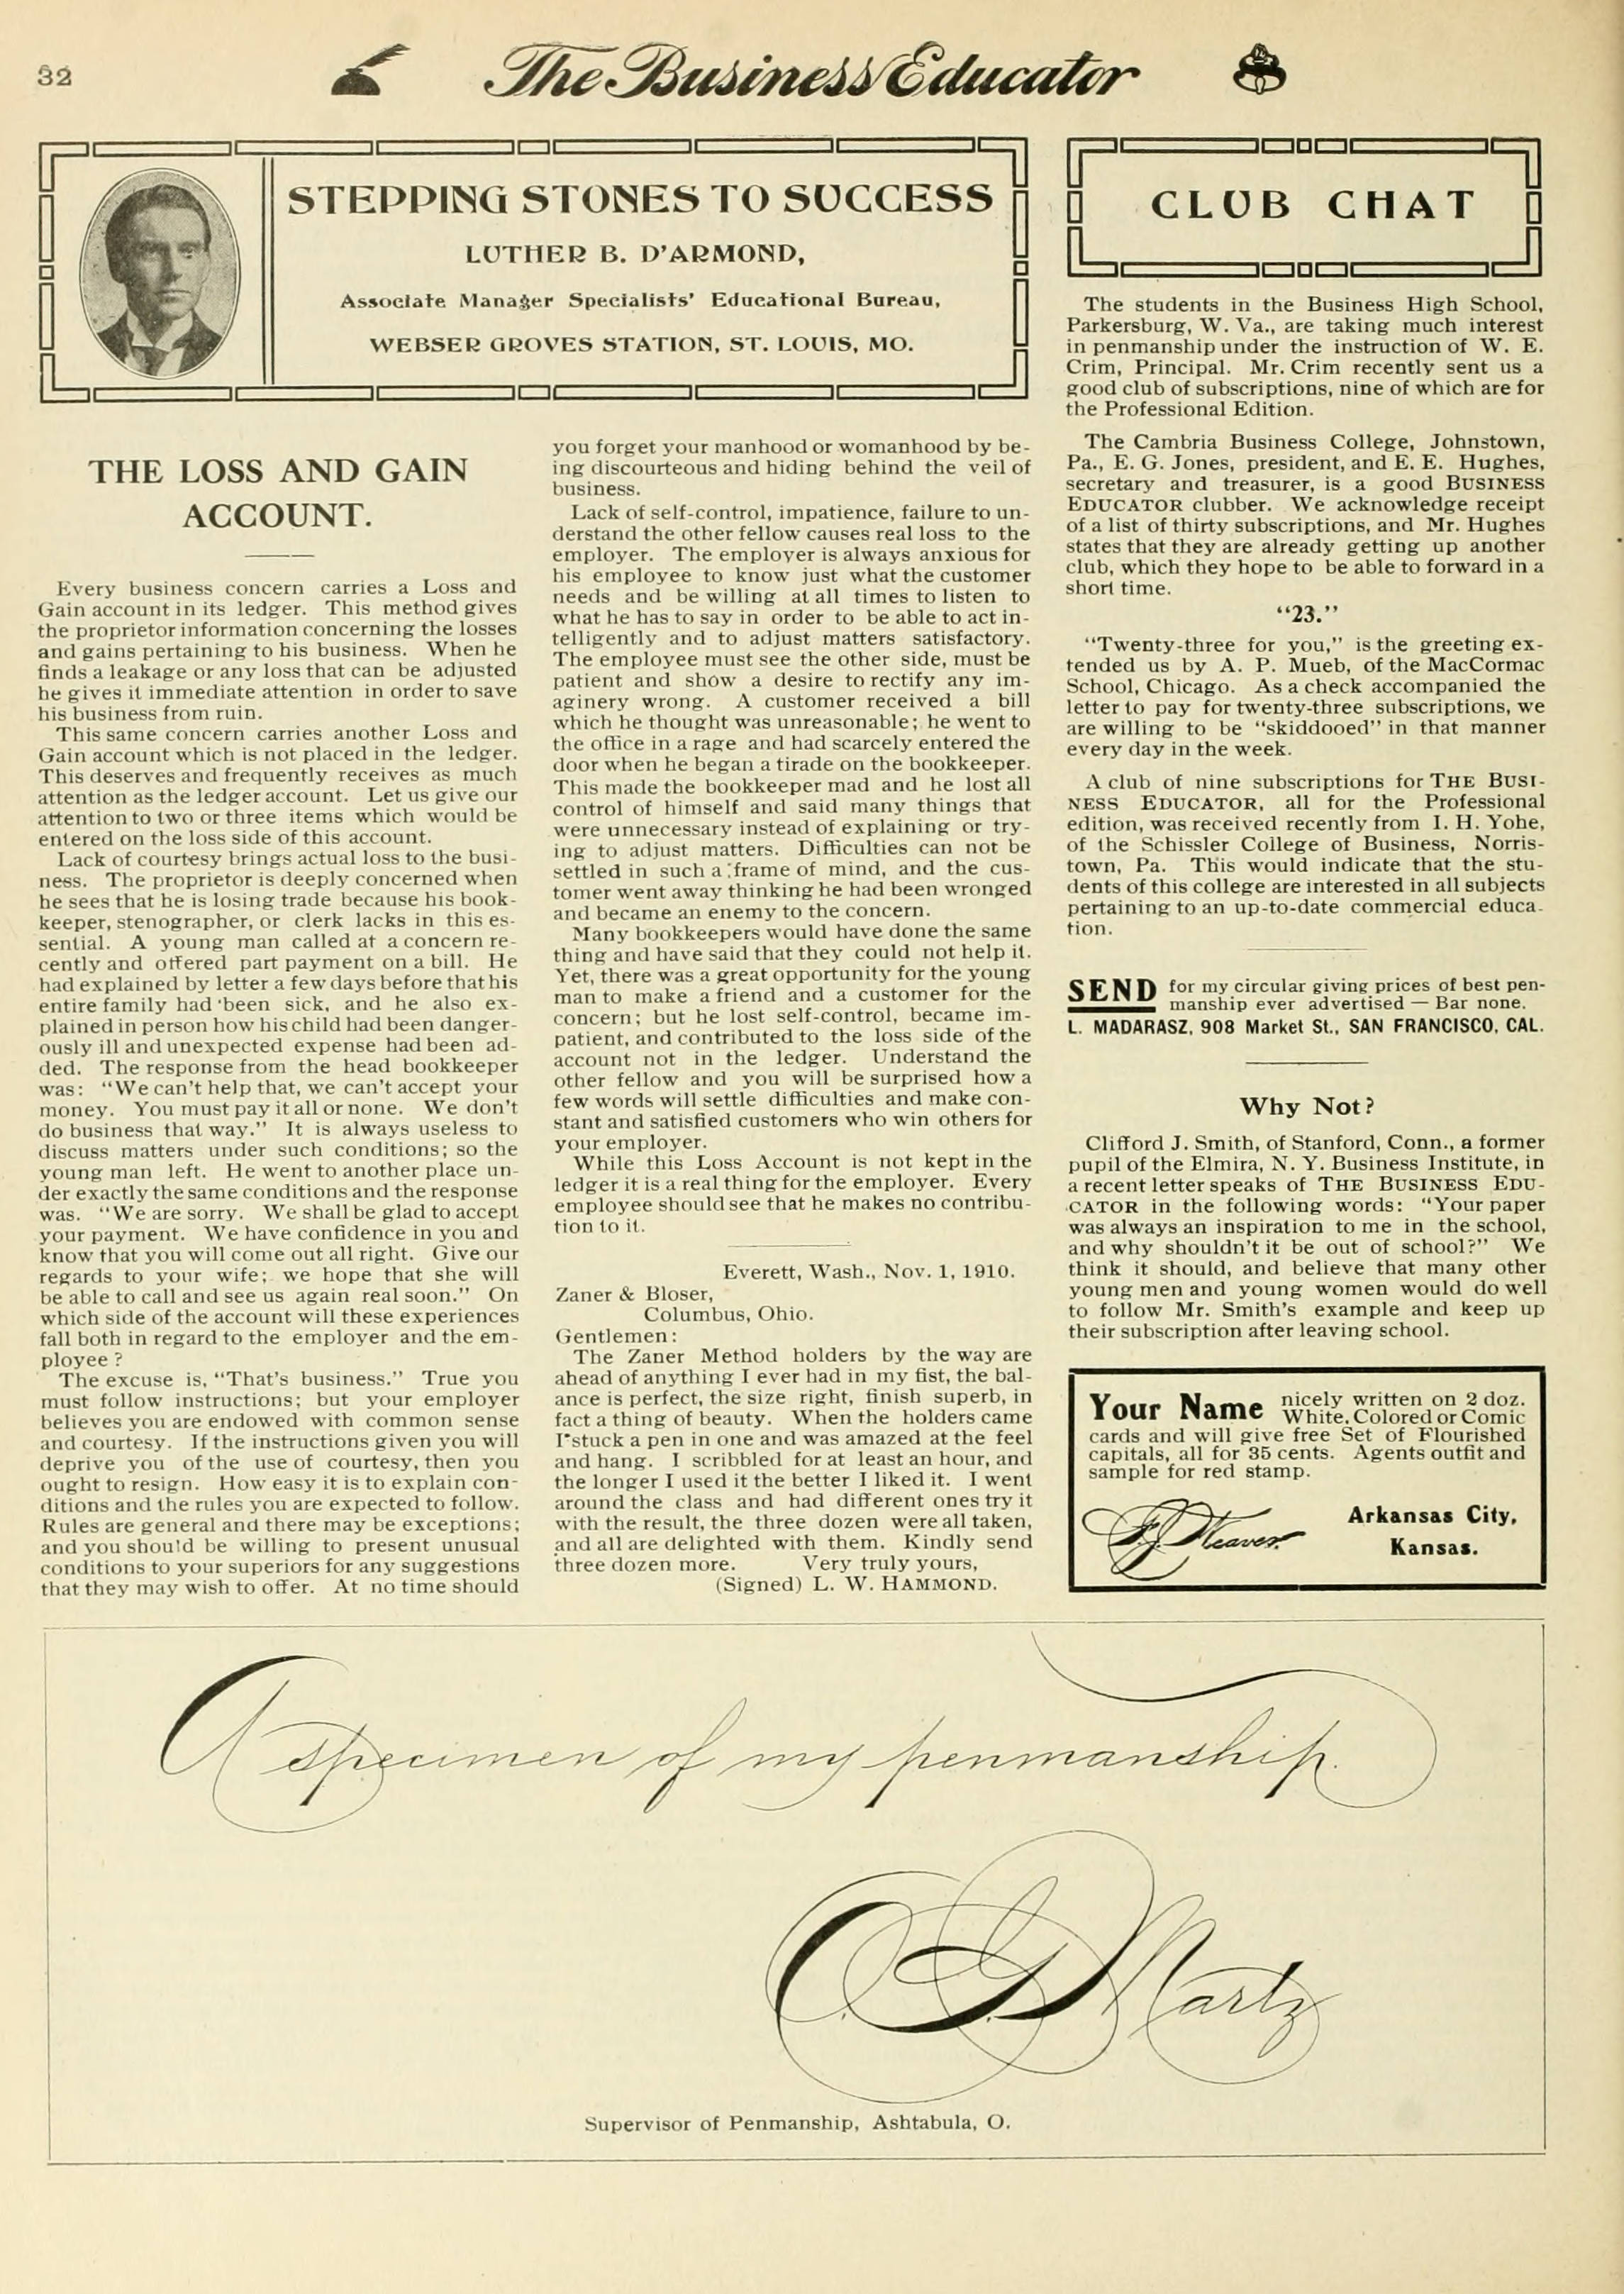 32
The Business Educator
STEPPING STONES TO SUCCESS
LUTHER B. D'ARMOND,
Associate Manager Specialists' Educational Bureau,
WEBSER GROVES STATION, ST. LOUIS, MO.
THE LOSS AND GAIN
ACCOUNT.
Every business concern carries a Loss and
Gain account in its ledger. This method gives
the proprietor information concerning the losses
and gains pertaining to his business. When he
finds a leakage or any loss that can be adjusted
he gives it immediate attention in order to save
his business from ruin.
This same concern carries another Loss and
Gain account which is not placed in the ledger.
This deserves and frequently receives as much
attention as the ledger account. Let us give our
attention to two or three items which would be
entered on the loss side of this account.
Lack of courtesy brings actual loss to the busi-
ness. The proprietor is deeply concerned when
he sees that he is losing trade because his book-
keeper, stenographer, or clerk lacks in this es-
sential. A young man called at a concern re-
cently and offered part payment on a bill. He
had explained by letter a few days before that his
entire family had been sick, and he also ex-
plained in person how his child had been danger-
ously ill and unexpected expense had been ad-
ded. The response from the head bookkeeper
was: "We can't help that, we can't accept your
money. You must pay it all or none. We don't
do business that way." It is always useless to
discuss matters under such conditions; so the
young man left. He went to another place un-
der exactly the same conditions and the response
was. "We are sorry. We shall be glad to accept
your payment. We have confidence in you and
know that you will come out all right. Give our
regards to your wife; we hope that she will
be able to call and see us again real soon." On
which side of the account will these experiences
fall both in regard to the employer and the em-
ployee?
The excuse is, "That's business." True you
must follow instructions; but your employer
believes you are endowed with common sense
and courtesy. If the instructions given you will
deprive you of the use of courtesy, then you
ought to resign. How easy it is to explain con-
ditions and the rules you are expected to follow.
Rules are general and there may be exceptions;
and you should be willing to present unusual
conditions to your superiors for any suggestions
that they may wish to offer. At no time should
you forget your manhood or womanhood by be-
ing discourteous and hiding behind the veil of
business.
Lack of self-control, impatience, failure to un-
derstand the other fellow causes real loss to the
employer. The employer is always anxious for
his employee to know just what the customer
needs and be willing at all times to listen to
what he has to say in order to be able to act in-
telligently and to adjust matters satisfactory.
The employee must see the other side, must be
patient and show a desire to rectify any im-
aginery wrong. A customer received a bill
which he thought was unreasonable; he went to
the office in a rage and had scarcely entered the
door when he began a tirade on the bookkeeper.
This made the bookkeeper mad and he lost all
control of himself and said many things that
were unnecessary instead of explaining or try-
ing to adjust matters. Difficulties can not be
settled in such a frame of mind, and the cus-
tomer went away thinking he had been wronged
and became an enemy to the concern.
Many bookkeepers would have done the same
thing and have said that they could not help it.
Yet, there was a great opportunity for the young
man to make a friend and a customer for the
concern; but he lost self-control, became im-
patient, and contributed to the loss side of the
account not in the ledger. Understand the
other fellow and you will be surprised how a
few words will settle difficulties and make con-
stant and satisfied customers who win others for
your employer.
While this Loss Account is not kept in the
ledger it is a real thing for the employer. Every
employee should see that he makes no contribu-
tion to it.
Everett, Wash., Nov. 1, 1910.
Zaner & Bloser,
Columbus, Ohio.
Gentlemen:
The Zaner Method holders by the way are
ahead of anything I ever had in my fist, the bal-
ance is perfect, the size right, finish superb, in
fact a thing of beauty. When the holders came
I stuck a pen in one and was amazed at the feel
and hang. I scribbled for at least an hour, and
the longer I used it the better I liked it. I went
around the class and had different ones try it
with the result, the three dozen were all taken,
and all are delighted with them. Kindly send
three dozen more. Very truly yours,
(Signed) L. W. HAMMOND.
CLUB CHAT
The students in the Business High School,
Parkersburg, W. Va., are taking much interest
in penmanship under the instruction of W. E.
Crim, Principal. Mr. Crim recently sent us a
good club of subscriptions, nine of which are for
the Professional Edition.
The Cambria Business College, Johnstown,
Pa., E. G. Jones, president, and E. E. Hughes,
secretary and treasurer, is a good BUSINESS
EDUCATOR clubber. We acknowledge receipt
of a list of thirty subscriptions, and Mr. Hughes
states that they are already getting up another
club, which they hope to be able to forward in a
short time.
"23."
"Twenty-three for you," is the greeting ex-
tended us by A. P. Mueb, of the MacCormac
School, Chicago. As a check accompanied the
letter to pay for twenty-three subscriptions, we
are willing to be "skiddooed" in that manner
every day in the week.
A club of nine subscriptions for THE BUSI-
NESS EDUCATOR, all for the Professional
edition, was received recently from I. H. Yohe,
of the Schissler College of Business, Norris-
town, Pa. This would indicate that the stu-
dents of this college are interested in all subjects
pertaining to an up-to-date commercial educa-
tion.
SEND for my circular giving prices of best pen-
manship ever advertised — Bar none.
L. MADARASZ, 908 Market St., SAN FRANCISCO, CAL.
Why Not?
Clifford J. Smith, of Stanford, Conn., a former
pupil of the Elmira, N. Y. Business Institute, in
a recent letter speaks of THE BUSINESS EDU-
CATOR in the following words: "Your paper
was always an inspiration to me in the school,
and why shouldn't it be out of school?" We
think it should, and believe that many other
young men and young women would do well
to follow Mr. Smith's example and keep up
their subscription after leaving school.
Your Name nicely written on 2 doz.
White, Colored or Comic
cards and will give free Set of Flourished
capitals, all for 35 cents. Agents outfit and
sample for red stamp.
F. J. Weaver.
Arkansas City,
Kansas.
A specimen of my penmanship.
C. G. Martz
Supervisor of Penmanship, Ashtabula, O.